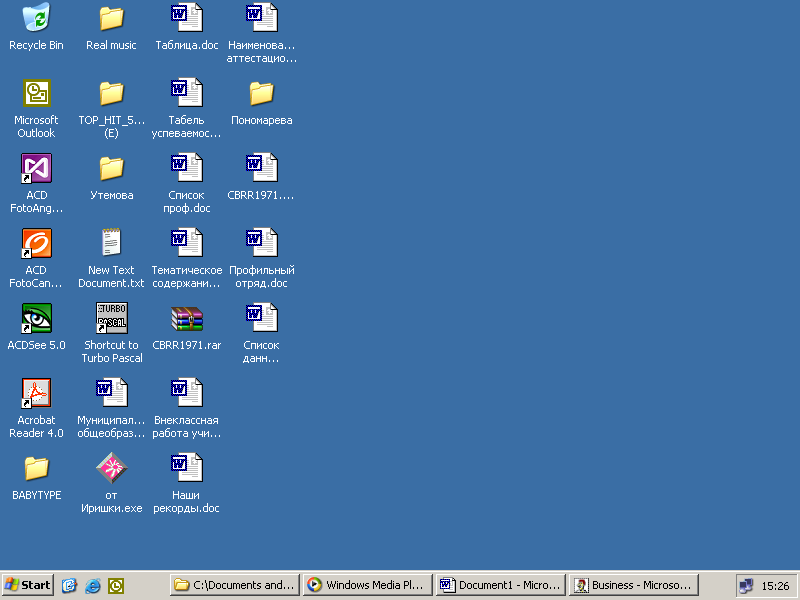 Recycle Bin
Real music
Таблица.doc
Наименова...
аттестацио...
Microsoft
Outlook
TOP_HIT_5...
(E)
Табель
успеваемос...
Пономарева
ACD
FotoAng...
Утемова
Список
проф.doc
CBRR1971....
ACD
FotoCan...
New Text
Document.txt
Тематическое
содержани...
Профильный
отряд.doc
ACDSee 5.0
TURBO
PASCAL
Shortcut to
Turbo Pascal
CBRR1971.rar
Список
данн...
Acrobat
Reader 4.0
Муниципал...
общеобраз...
Внеклассная
работа учи...
BABYTYPE
от
Иришки.exe
Наши
рекорды.doc
Start
C:\Documents and...
Windows Media Pl...
Document1 - Micro...
Business - Microso...
15:26